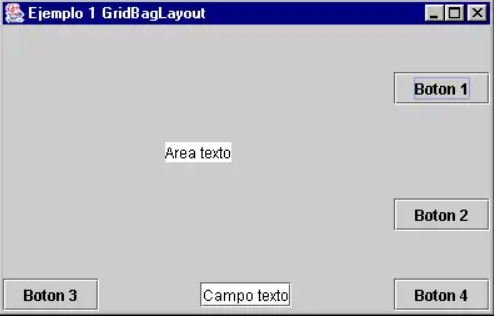 Ejemplo 1 GridBagLayout
Boton 1
Area texto
Boton 2
Boton 3
Campo texto
Boton 4